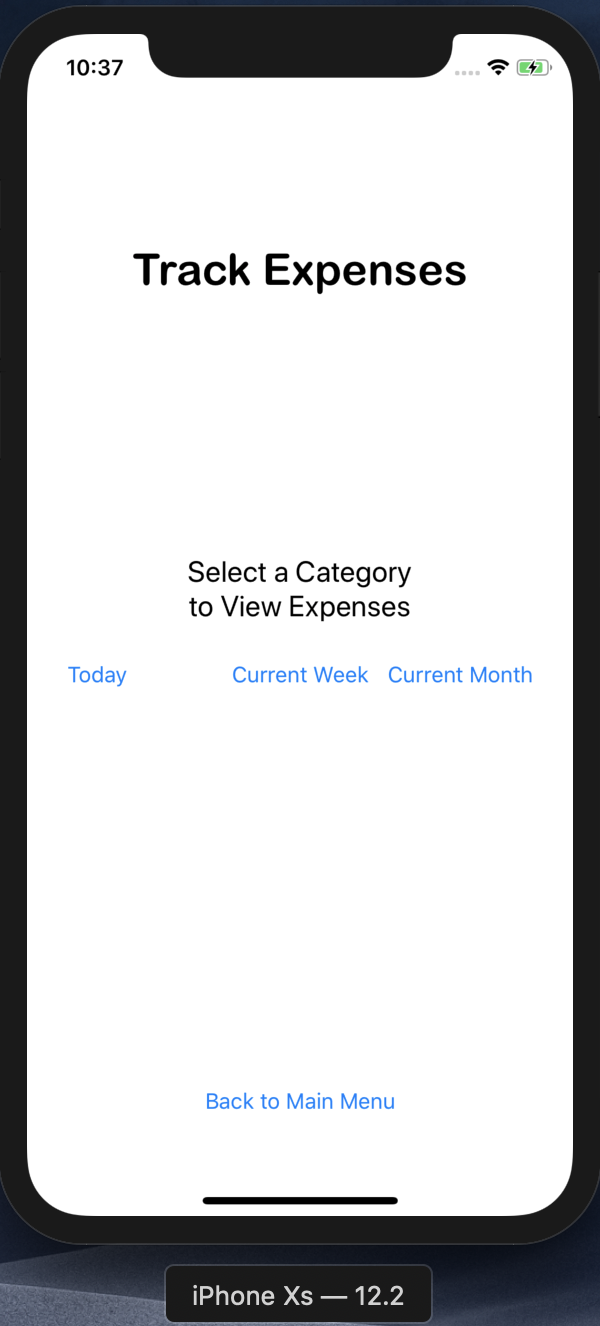 10:37
Track Expenses
Select a Category
to View Expenses
Today Current Week Current Month
Back to Main Menu
iPhone Xs — 12.2